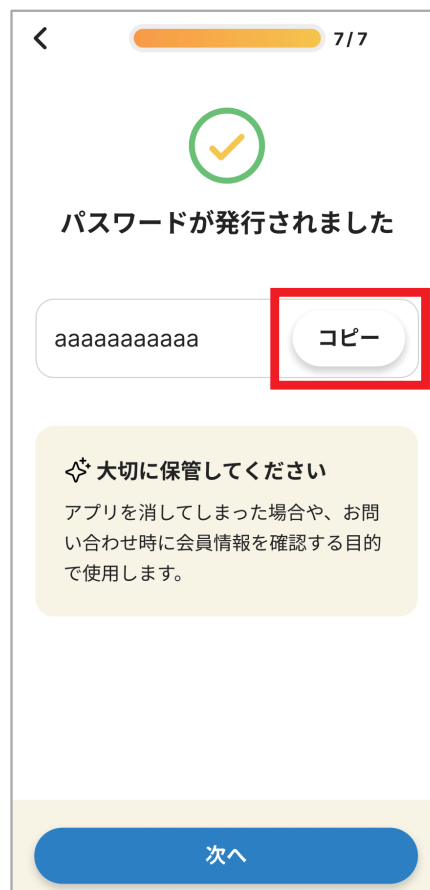 7/7
パスワードが発行されました
aaaaaaaaaaa
コピー
大切に保管してください
アプリを消してしまった場合や、お問
い合わせ時に会員情報を確認する目的
で使用します。
次へ